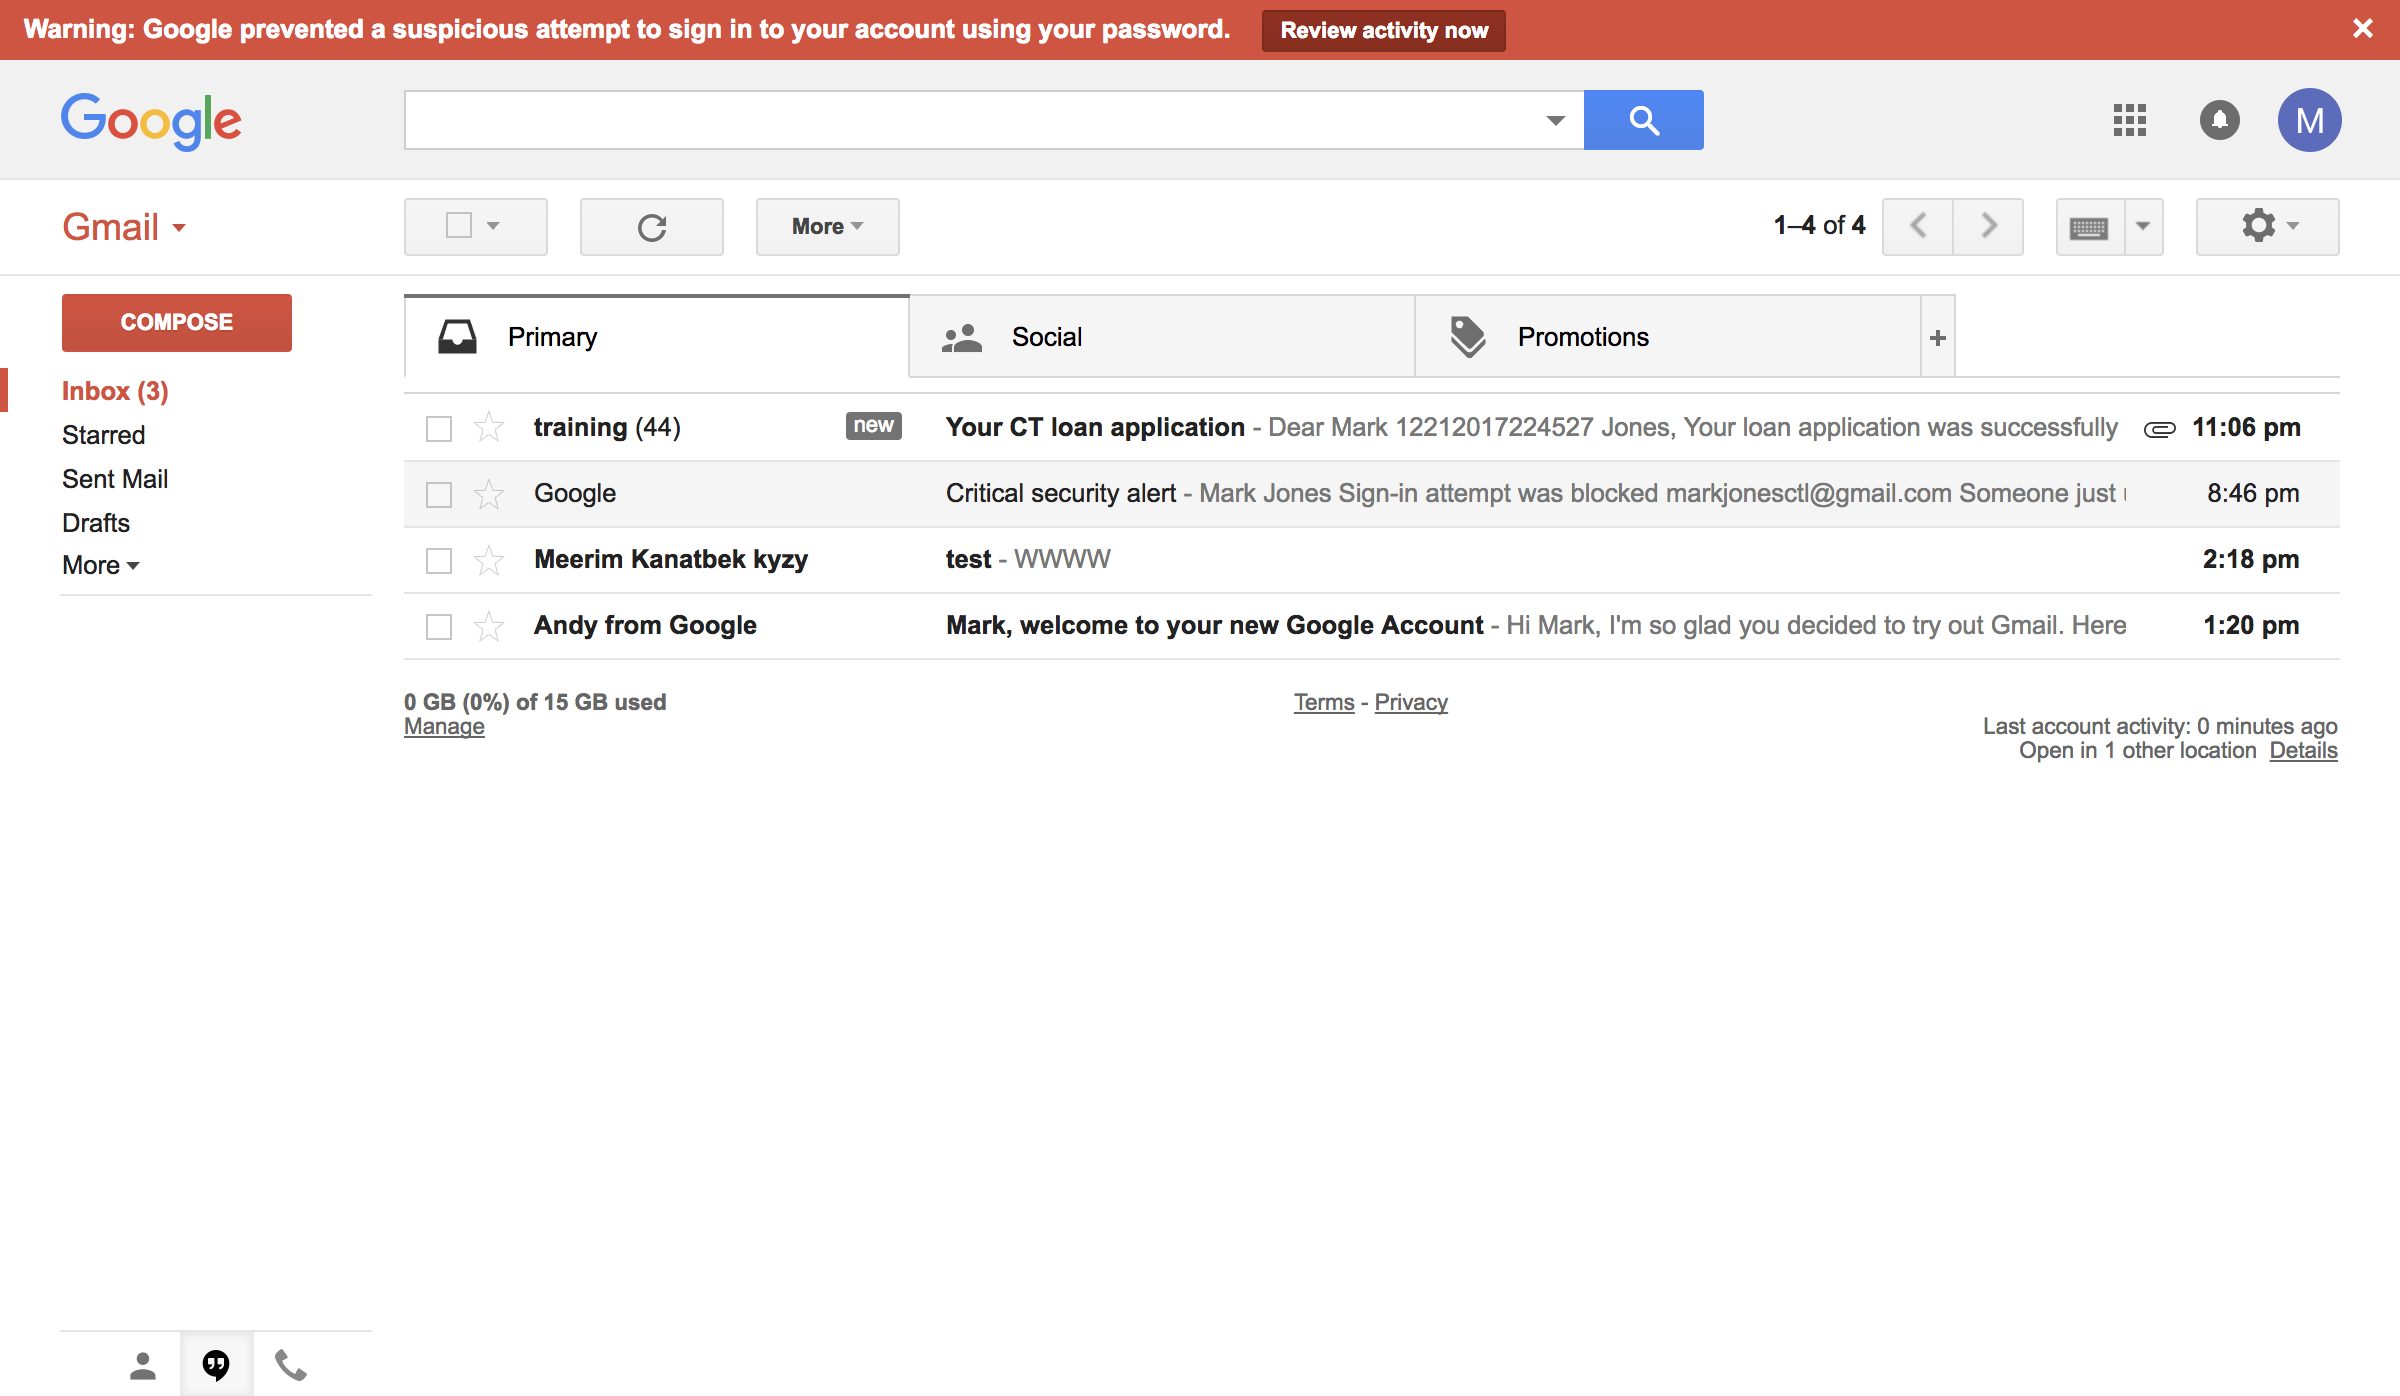 Warning: Google prevented a suspicious attempt to sign in to your account using your password. Review activity now
Google
M
Gmail
More
1–4 of 4
COMPOSE
Inbox (3)
Starred
Sent Mail
Drafts
More
Primary Social Promotions +
training (44) new Your CT loan application - Dear Mark 12212017224527 Jones, Your loan application was successfully 11:06 pm
Google Critical security alert - Mark Jones Sign-in attempt was blocked markjonesctl@gmail.com Someone just 8:46 pm
Meerim Kanatbek kyzy test - WWWW 2:18 pm
Andy from Google Mark, welcome to your new Google Account - Hi Mark, I'm so glad you decided to try out Gmail. Here 1:20 pm
0 GB (0%) of 15 GB used
Manage
Terms - Privacy
Last account activity: 0 minutes ago
Open in 1 other location Details